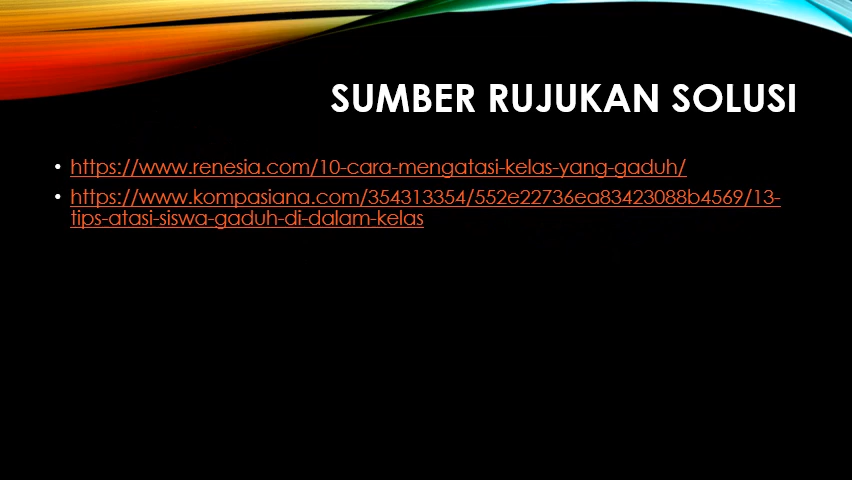 SUMBER RUJUKAN SOLUSI
• https://www.renesia.com/10-cara-mengatasi-kelas-yang-gaduh/
• https://www.kompasiana.com/354313354/552e22736ea83423088b4569/13-
tips-atasi-siswa-gaduh-di-dalam-kelas